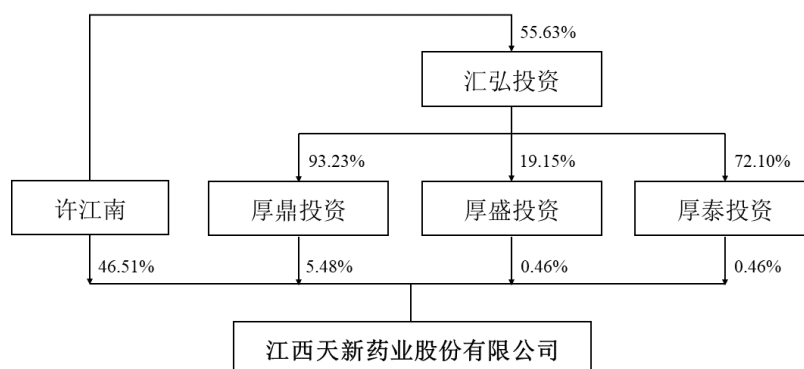 55.63%
汇弘投资
93.23%
19.15%
72.10%
许江南
厚鼎投资
厚盛投资
厚泰投资
46.51%
5.48%
0.46%
0.46%
江西天新药业股份有限公司